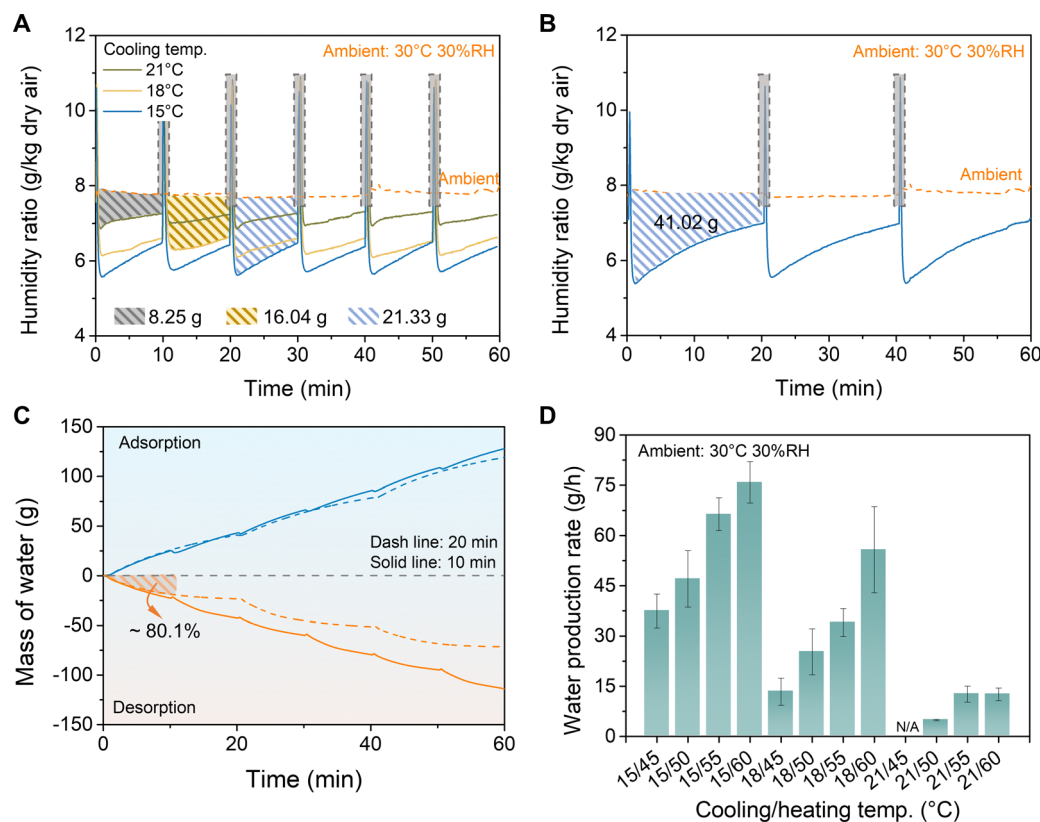 A
Humidity ratio (g/kg dry air)
12
10
8
6
4
Cooling temp.
21°C
18°C
15°C
Ambient: 30°C 30%RH
Ambient
8.25 g
16.04 g
21.33 g
0
10
20
30
40
50
60
Time (min)
B
Humidity ratio (g/kg dry air)
12
10
8
6
4
Ambient: 30°C 30%RH
Ambient
41.02 g
0
10
20
30
40
50
60
Time (min)
C
Mass of water (g)
150
100
50
0
-50
-100
-150
Adsorption
Dash line: 20 min
Solid line: 10 min
~ 80.1%
Desorption
0
20
40
60
Time (min)
D
Water production rate (g/h)
90
75
60
45
30
15
0
Ambient: 30°C 30%RH
N/A
15/45
15/50
15/55
15/60
18/45
18/50
18/55
18/60
21/45
21/50
21/55
21/60
Cooling/heating temp. (°C)